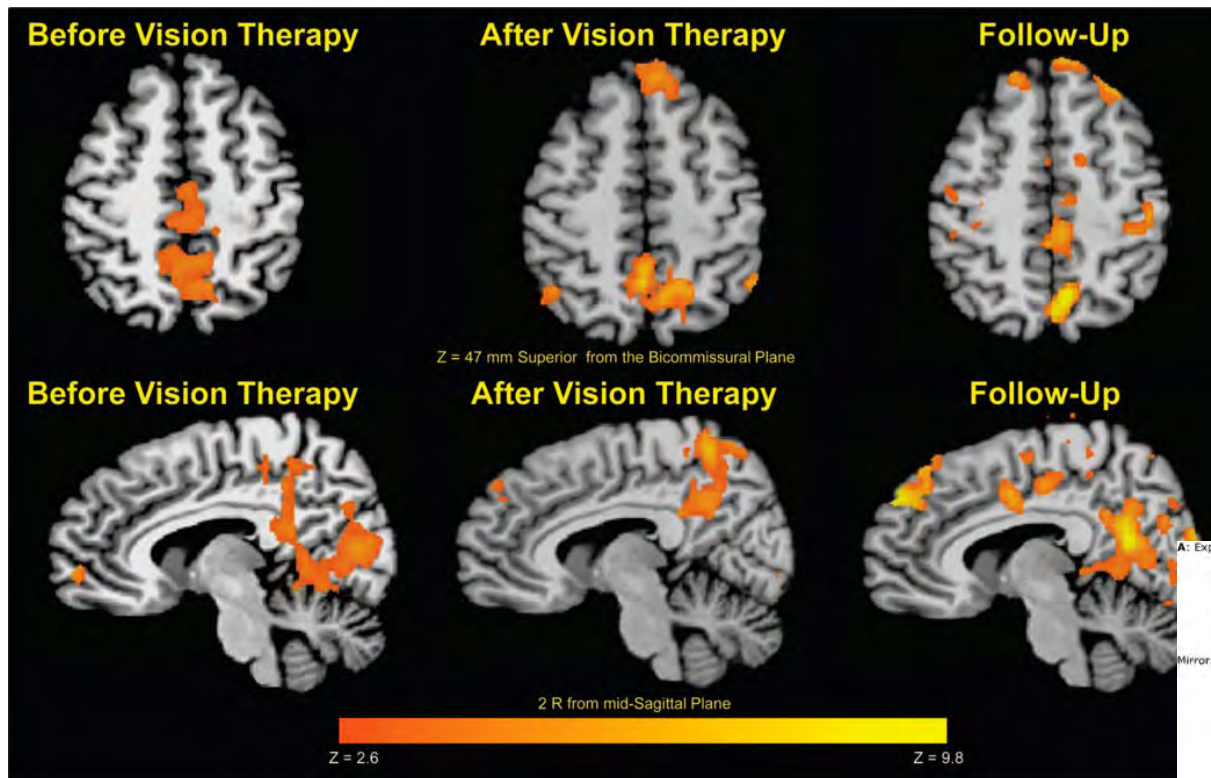 Before Vision Therapy
After Vision Therapy
Follow-Up
Z = 47 mm Superior from the Bicommissural Plane
Before Vision Therapy
After Vision Therapy
Follow-Up
A: Exp
Mirror
2 R from mid-Sagittal Plane
Z = 2.6
Z = 9.8